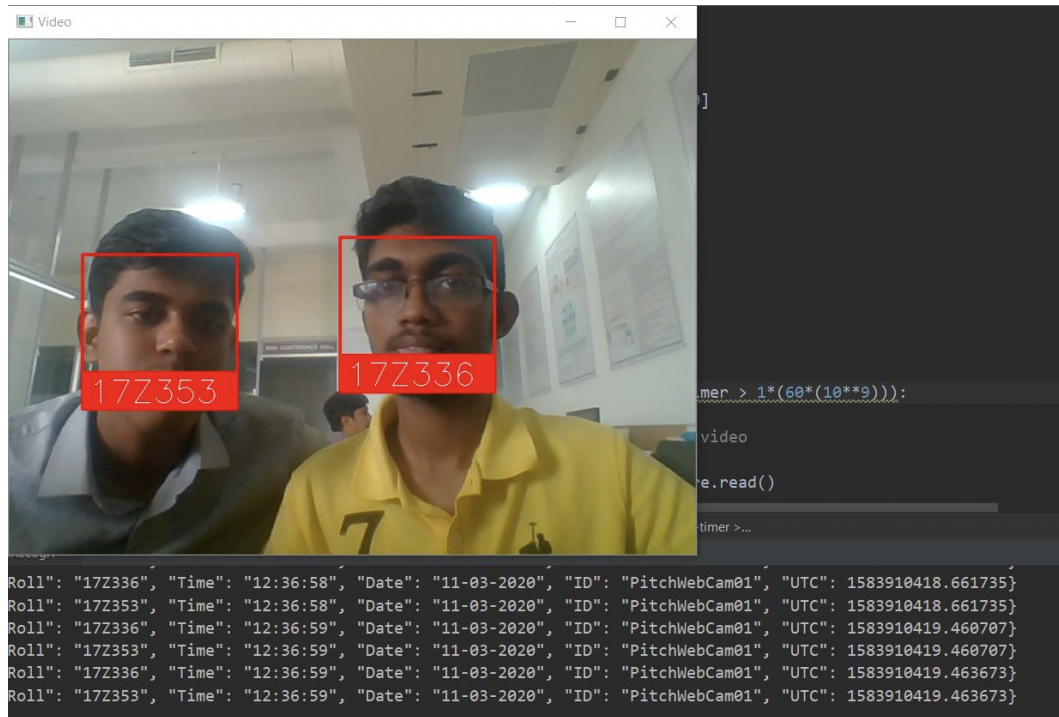 Video
]
mer > 1*(60*(10**9))):
video
re.read()
-timer >...
17Z353
17Z336
7
Roll": "17Z336", "Time": "12:36:58", "Date": "11-03-2020", "ID": "PitchWebCam01", "UTC": 1583910418.661735}
Roll": "17Z353", "Time": "12:36:58", "Date": "11-03-2020", "ID": "PitchWebCam01", "UTC": 1583910418.661735}
Roll": "17Z336", "Time": "12:36:59", "Date": "11-03-2020", "ID": "PitchWebCam01", "UTC": 1583910419.460707}
Roll": "17Z353", "Time": "12:36:59", "Date": "11-03-2020", "ID": "PitchWebCam01", "UTC": 1583910419.460707}
Roll": "17Z336", "Time": "12:36:59", "Date": "11-03-2020", "ID": "PitchWebCam01", "UTC": 1583910419.463673}
Roll": "17Z353", "Time": "12:36:59", "Date": "11-03-2020", "ID": "PitchWebCam01", "UTC": 1583910419.463673}